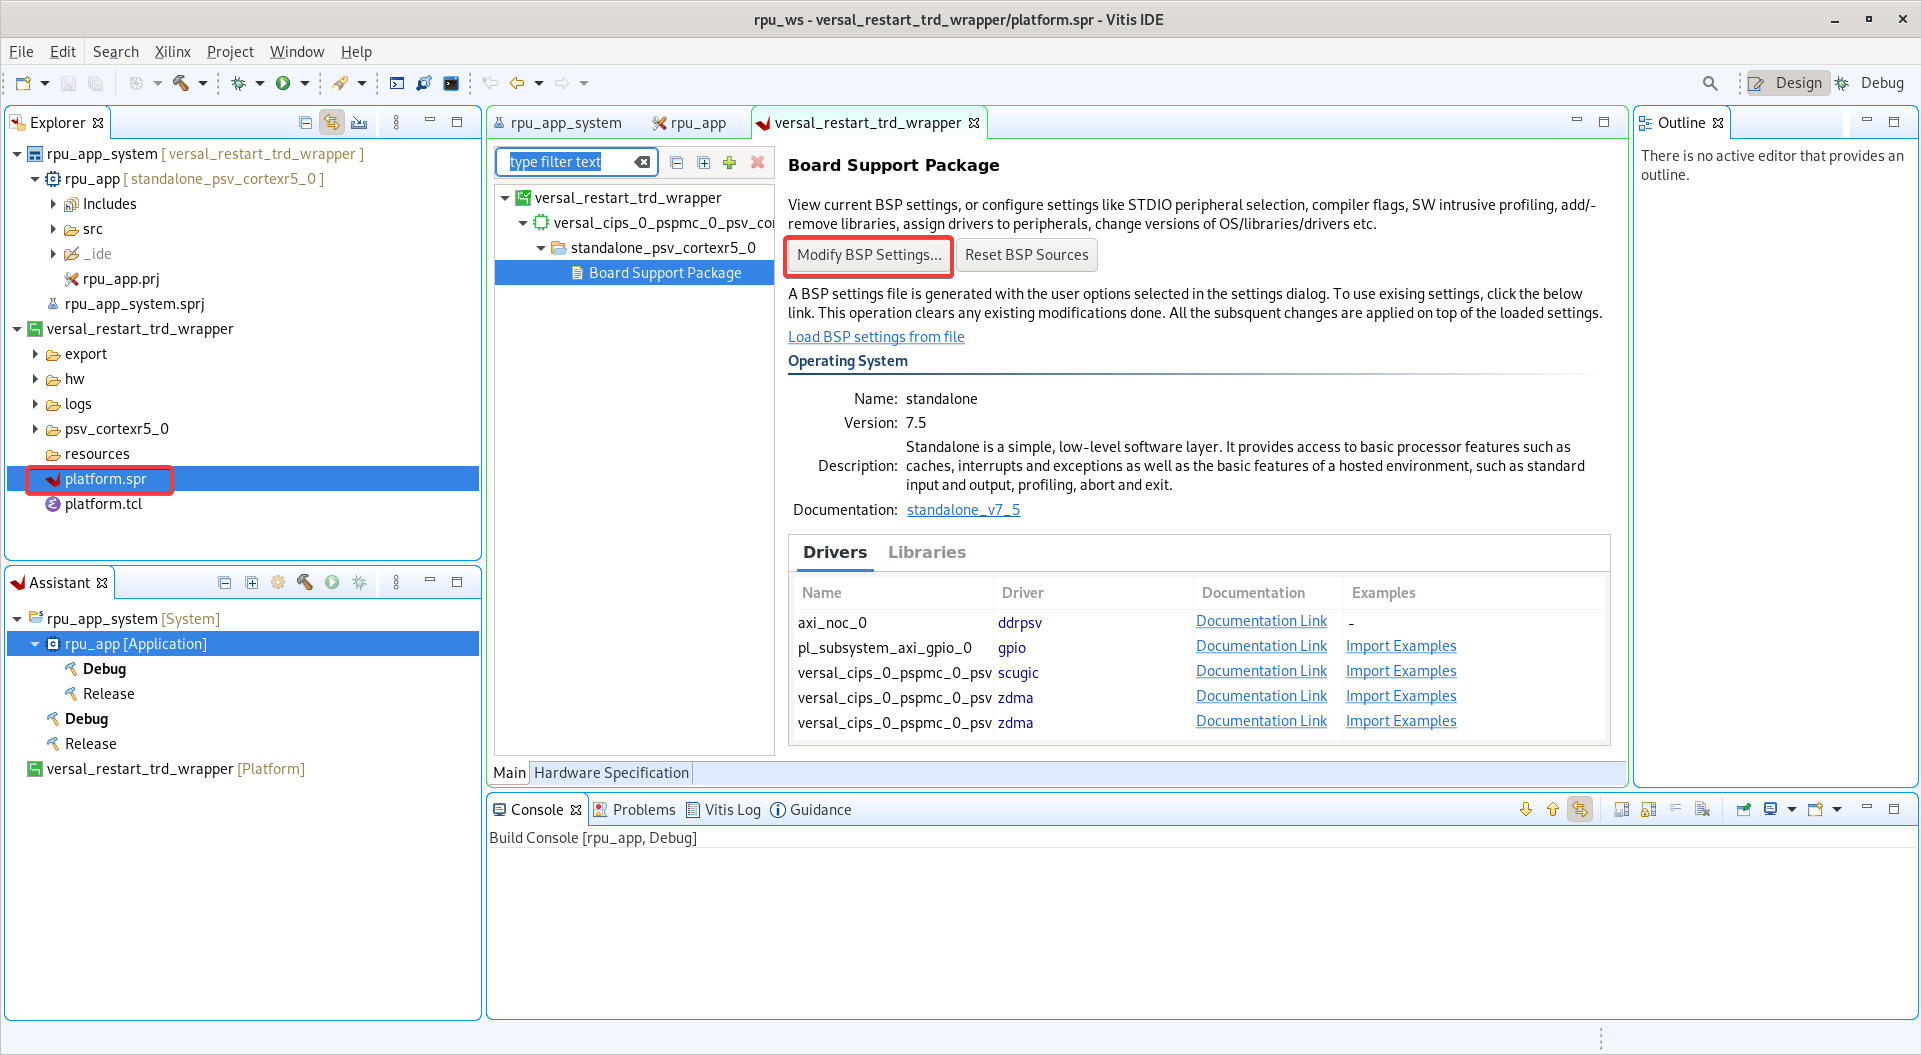 rpu_ws - versal_restart_trd_wrapper/platform.spr - Vitis IDE
File Edit Search Xilinx Project Window Help
Design Debug
Explorer
rpu_app_system [ versal_restart_trd_wrapper ]
rpu_app [ standalone_psv_cortexr5_0 ]
Includes
src
_ide
rpu_app.prj
rpu_app_system.sprj
versal_restart_trd_wrapper
export
hw
logs
psv_cortexr5_0
resources
platform.spr
platform.tcl
Assistant
rpu_app_system [System]
rpu_app [Application]
Debug
Release
Debug
Release
versal_restart_trd_wrapper [Platform]
rpu_app_system rpu_app versal_restart_trd_wrapper
type filter text
versal_restart_trd_wrapper
versal_cips_0_pspmc_0_psv_co
standalone_psv_cortexr5_0
Board Support Package
Board Support Package
View current BSP settings, or configure settings like STDIO peripheral selection, compiler flags, SW intrusive profiling, add/-
remove libraries, assign drivers to peripherals, change versions of OS/libraries/drivers etc.
Modify BSP Settings... Reset BSP Sources
A BSP settings file is generated with the user options selected in the settings dialog. To use exising settings, click the below
link. This operation clears any existing modifications done. All the subsquent changes are applied on top of the loaded settings.
Load BSP settings from file
Operating System
Name: standalone
Version: 7.5
Standalone is a simple, low-level software layer. It provides access to basic processor features such as
Description: caches, interrupts and exceptions as well as the basic features of a hosted environment, such as standard
input and output, profiling, abort and exit.
Documentation: standalone_v7_5
Drivers Libraries
Name Driver Documentation Examples
axi_noc_0 ddrpsv Documentation Link -
pl_subsystem_axi_gpio_0 gpio Documentation Link Import Examples
versal_cips_0_pspmc_0_psv scugic Documentation Link Import Examples
versal_cips_0_pspmc_0_psv zdma Documentation Link Import Examples
versal_cips_0_pspmc_0_psv zdma Documentation Link Import Examples
Main Hardware Specification
Console Problems Vitis Log Guidance
Build Console [rpu_app, Debug]
Outline
There is no active editor that provides an
outline.